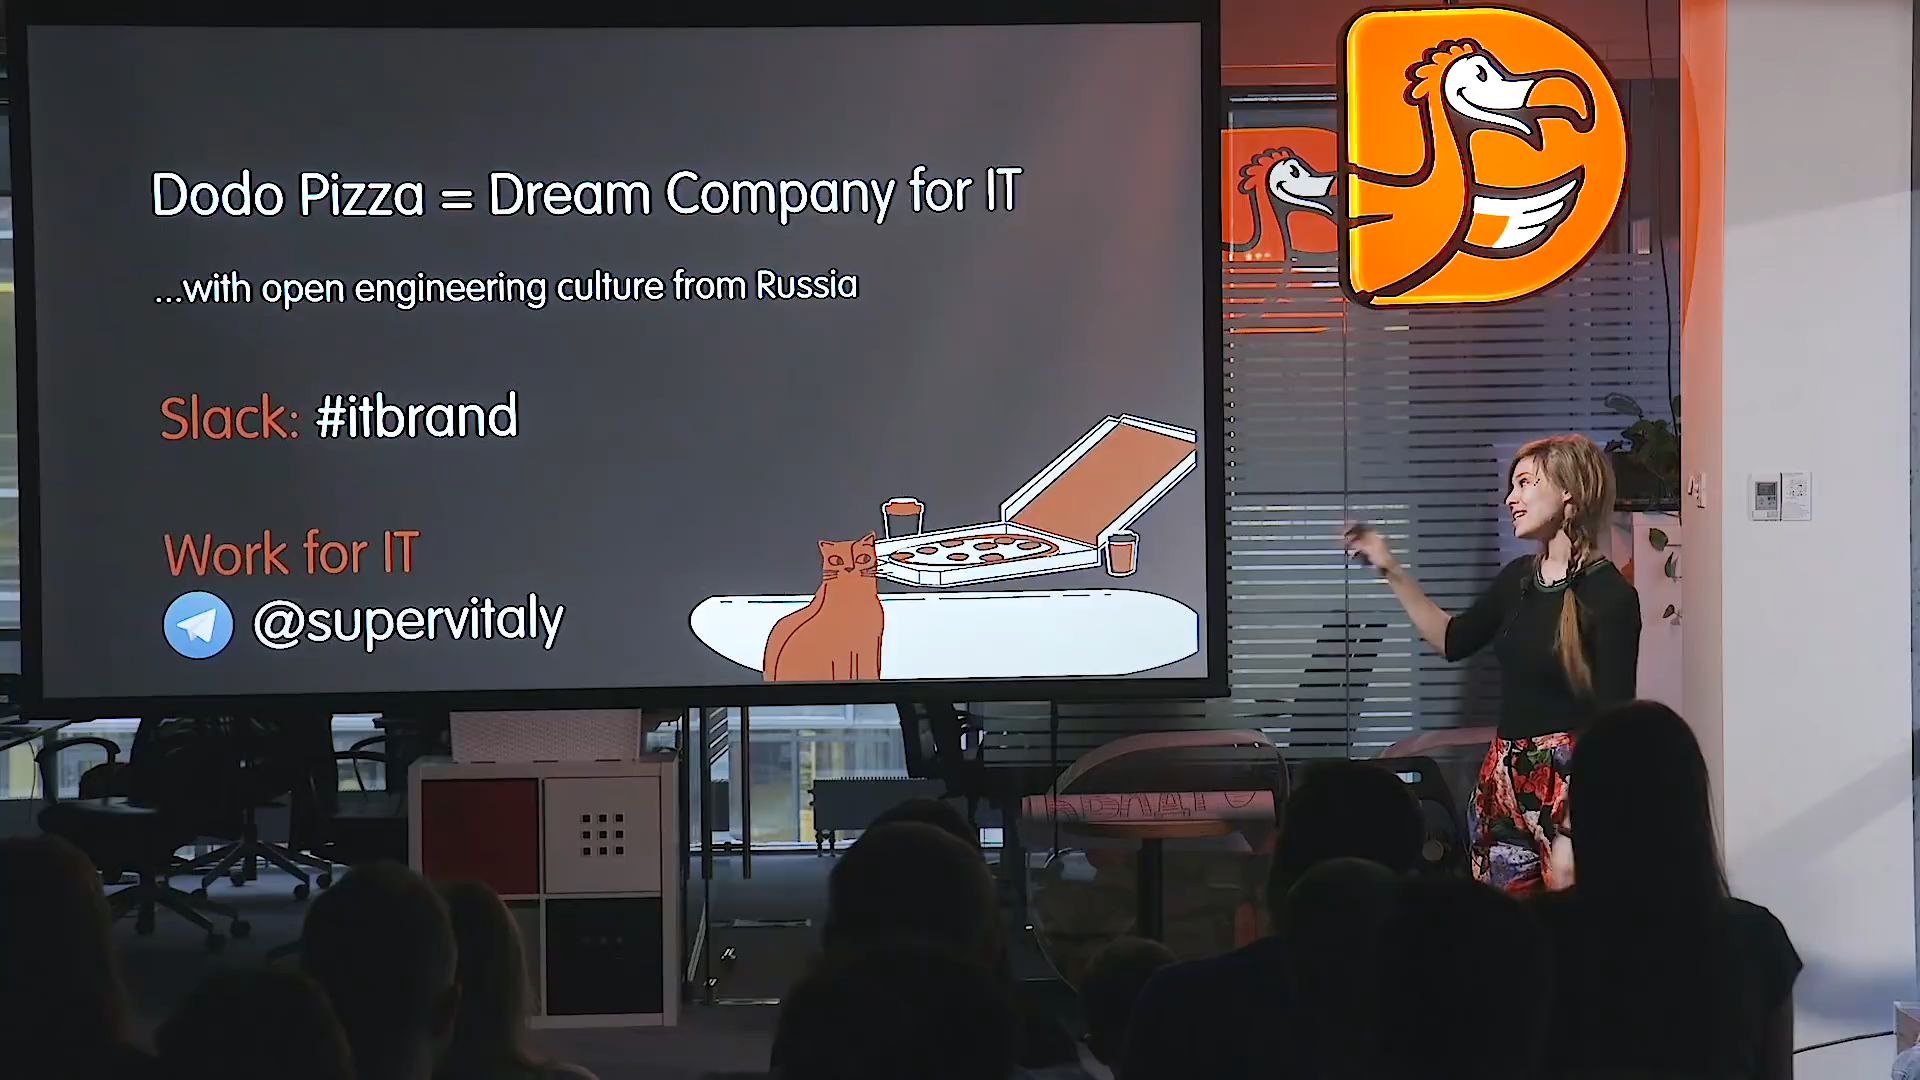 Dodo Pizza = Dream Company for IT
...with open engineering culture from Russia
Slack: #itbrand
Work for IT
@supervitaly